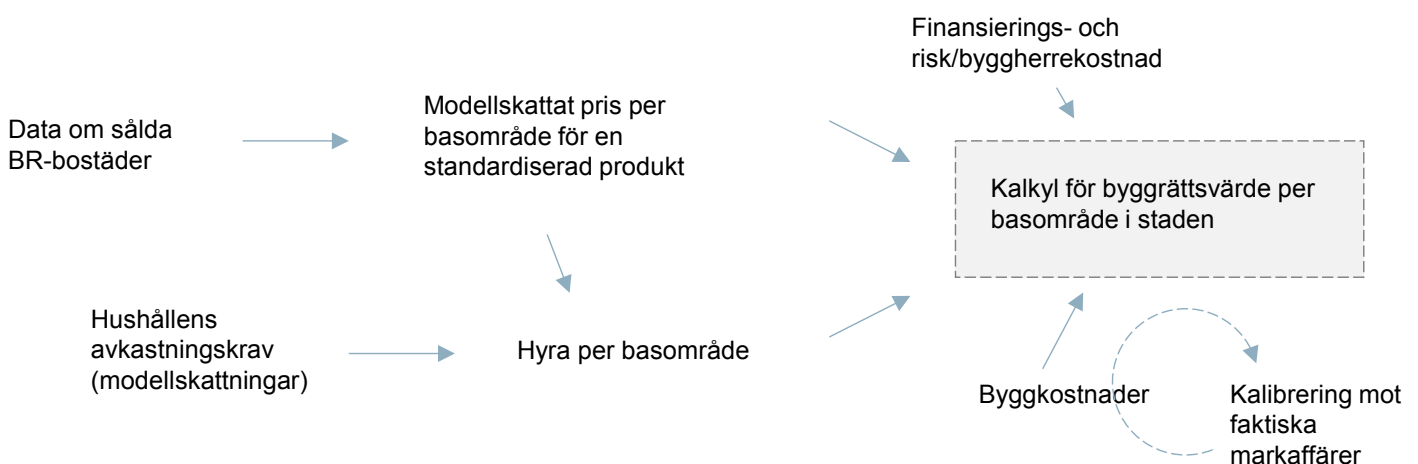 Data om sålda
BR-bostäder
Modellskattat pris per
basområde för en
standardiserad produkt
Finansierings- och
risk/byggherrekostnad
Kalkyl för byggrättsvärde per
basområde i staden
Hushållens
avkastningskrav
(modellskattningar)
Hyra per basområde
Byggkostnader
Kalibrering mot
faktiska
markaffärer